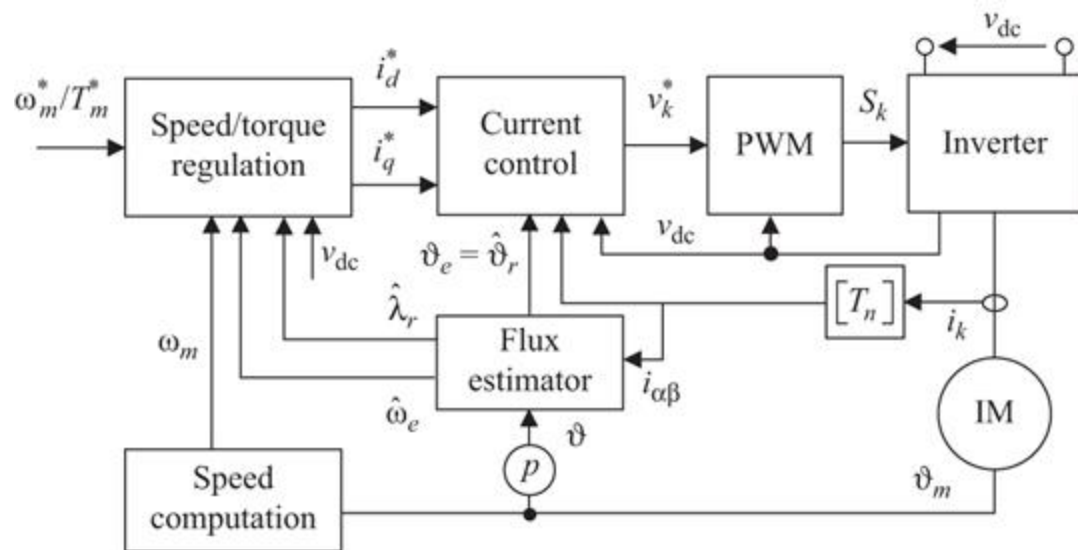 v_dc
ω*_m/T*_m
Speed/torque
regulation
i*_d
i*_q
Current
control
v*_k
PWM
S_k
Inverter
v_dc
v_dc
ϑ_e = ϑ̂_r
λ̂_r
ω_m
ω̂_e
Flux
estimator
i_αβ
[T_n]
i_k
IM
ϑ
p
ϑ_m
Speed
computation